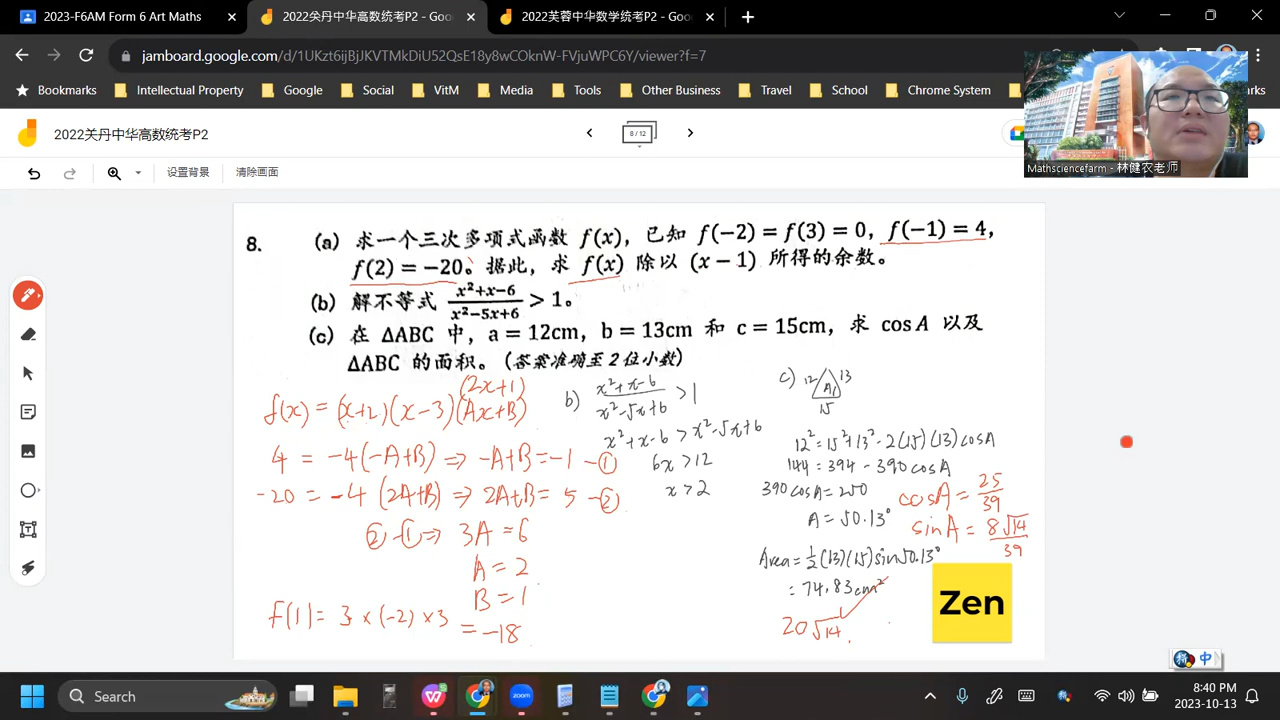 2023-F6AM Form 6 Art Maths
2022关丹中华高数统考P2 - Goo
2022芙蓉中华数学统考P2 - Goo
jamboard.google.com/d/1UKzt6ijBjJKVTMkDiU52QsE18y8wCOknW-FVjuWPC6Y/viewer?f=7
Bookmarks
Intellectual Property
Google
Social
VitM
Media
Tools
Other Business
Travel
School
Chrome System
Mathsciencefarm - 林健农老师
2022关丹中华高数统考P2
8 / 12
设置背景
清除画面
8. (a) 求一个三次多项式函数 f(x), 已知 f(−2) = f(3) = 0, f(−1) = 4,
f(2) = −20。据此, 求 f(x) 除以 (x − 1) 所得的余数。
(b) 解不等式 x²+x−6/x²−5x+6 > 1。
(c) 在 ΔABC 中, a = 12cm, b = 13cm 和 c = 15cm, 求 cos A 以及
ΔABC 的面积。(答案准确至 2 位小数)
(2x+1)
f(x) = (x+2)(x−3)(Ax+B)
4 = −4(−A+B) ⇒ −A+B = −1 —①
−20 = −4(2A+B) ⇒ 2A+B = 5 —②
②−① ⇒ 3A = 6
A = 2
B = 1
f(1) = 3 × (−2) × 3
= −18
b) x²+x−6/x²−5x+6 > 1
x²+x−6 > x²−5x+6
6x > 12
x > 2
c) 12 A 13
15
12² = 15²+13² − 2(15)(13)cosA
144 = 394 − 390cosA
390cosA = 250
A = 50.13°
cosA = 25/39
sinA = 8√14/39
Area = ½(13)(15)sin50.13°
= 74.83cm²
20√14
Zen
中
Search
8:40 PM
2023-10-13